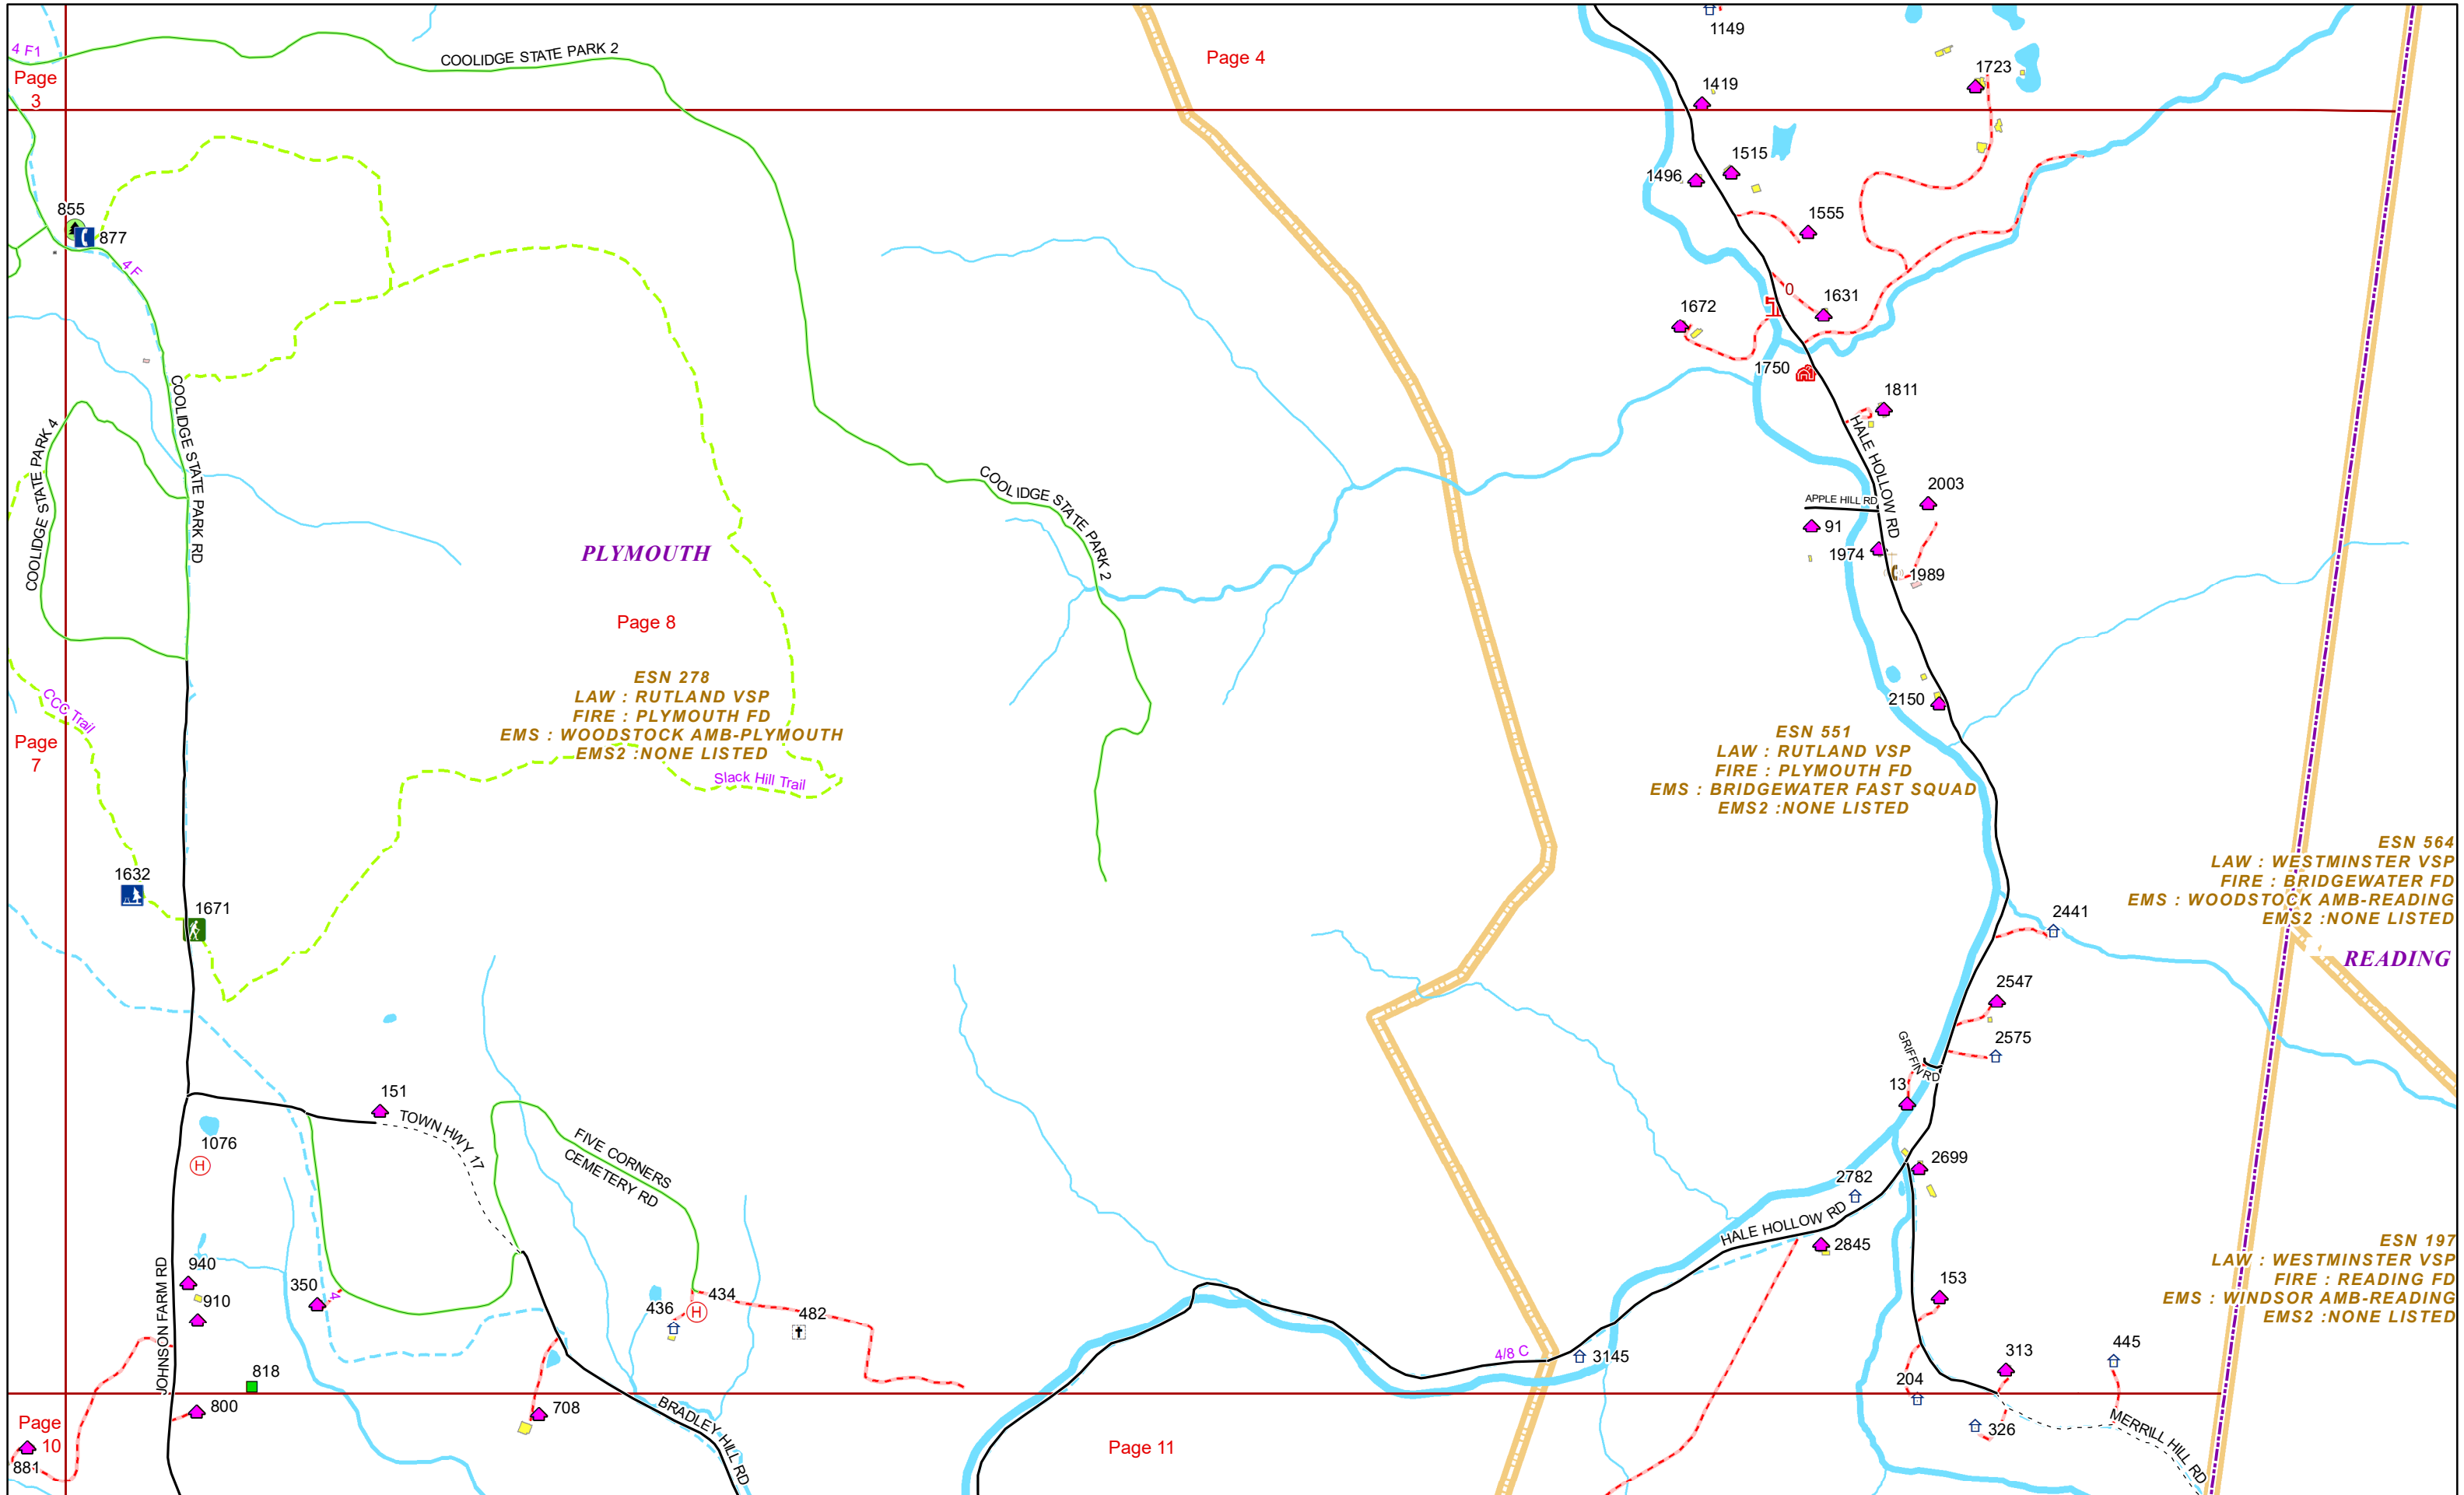 4 F1
COOLIDGE STATE PARK 2
Page 4
1149
Page
3
1419
1723
1515
1496
855
877
4 F
1555
0
1631
1672
1750
1811
COOLIDGE STATE PARK RD
COOLIDGE STATE PARK 4
HALE HOLLOW RD
COOLIDGE STATE PARK 2
2003
APPLE HILL RD
91
1974
1989
PLYMOUTH
Page 8
ESN 278
LAW : RUTLAND VSP
FIRE : PLYMOUTH FD
EMS : WOODSTOCK AMB-PLYMOUTH
EMS2 :NONE LISTED
CCC Trail
Slack Hill Trail
Page
7
2150
ESN 551
LAW : RUTLAND VSP
FIRE : PLYMOUTH FD
EMS : BRIDGEWATER FAST SQUAD
EMS2 :NONE LISTED
ESN 564
LAW : WESTMINSTER VSP
FIRE : BRIDGEWATER FD
EMS : WOODSTOCK AMB-READING
EMS2 :NONE LISTED
READING
1632
1671
2441
2547
2575
GRIFFIN RD
13
151
TOWN HWY 17
1076
H
FIVE CORNERS
CEMETERY RD
2699
2782
HALE HOLLOW RD
2845
ESN 197
LAW : WESTMINSTER VSP
FIRE : READING FD
EMS : WINDSOR AMB-READING
EMS2 :NONE LISTED
940
910
350
4
JOHNSON FARM RD
434
436
H
482
153
4/8 C
3145
313
445
204
818
800
708
326
Page
10
881
BRADLEY HILL RD
Page 11
MERRILL HILL RD